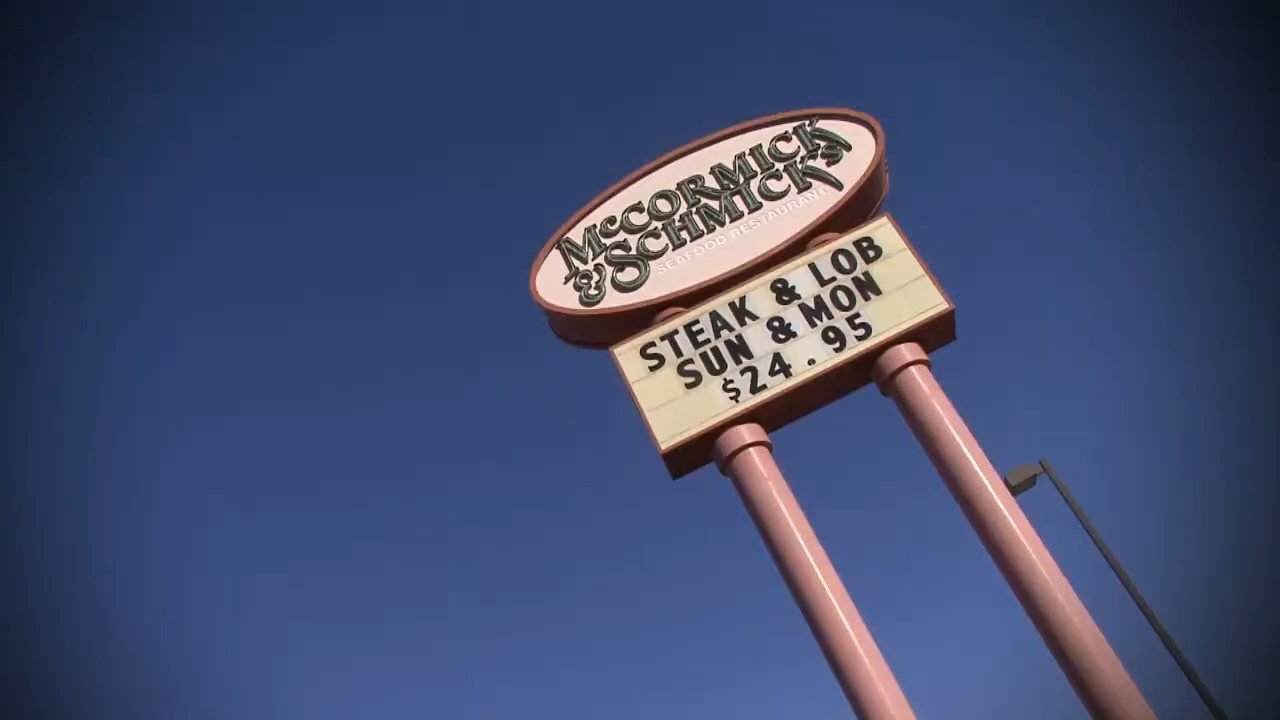 McCORMICK
& SCHMICK'S
SEAFOOD RESTAURANT
STEAK & LOB
SUN & MON
$24.95